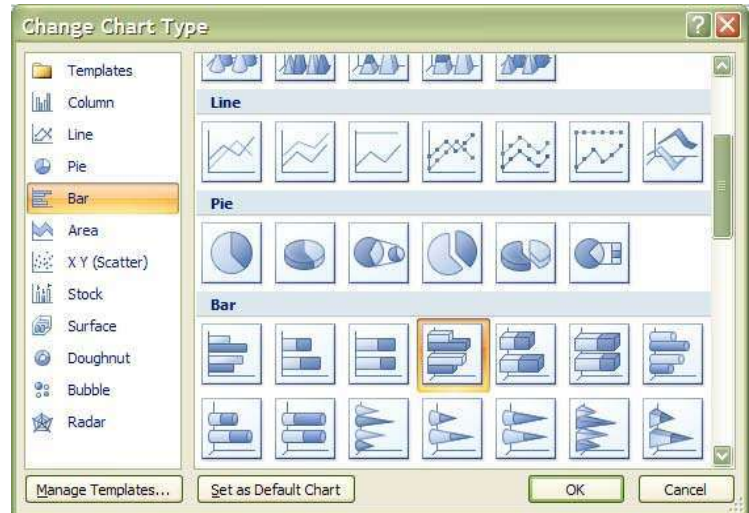 Change Chart Type
Templates
Column
Line
Pie
Bar
Area
X Y (Scatter)
Stock
Surface
Doughnut
Bubble
Radar
Line
Pie
Bar
Manage Templates...
Set as Default Chart
OK
Cancel